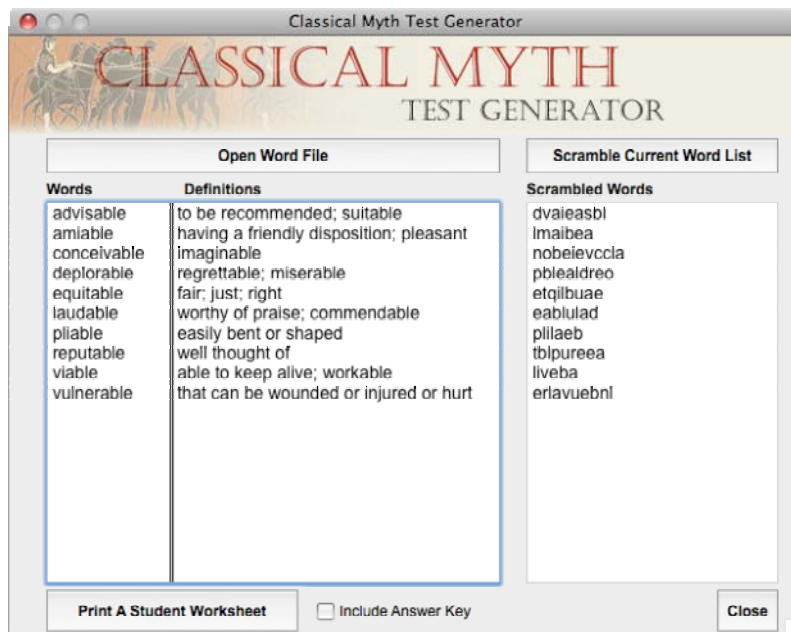 Classical Myth Test Generator
CLASSICAL MYTH
TEST GENERATOR
Open Word File
Scramble Current Word List
Words Definitions
Scrambled Words
advisable to be recommended; suitable
amiable having a friendly disposition; pleasant
conceivable imaginable
deplorable regrettable; miserable
equitable fair; just; right
laudable worthy of praise; commendable
pliable easily bent or shaped
reputable well thought of
viable able to keep alive; workable
vulnerable that can be wounded or injured or hurt
dvaieasbl
lmaibea
nobeievccla
pblealdreo
etqilbuae
eablulad
plilaeb
tblpureea
liveba
erlavuebnl
Print A Student Worksheet
Include Answer Key
Close